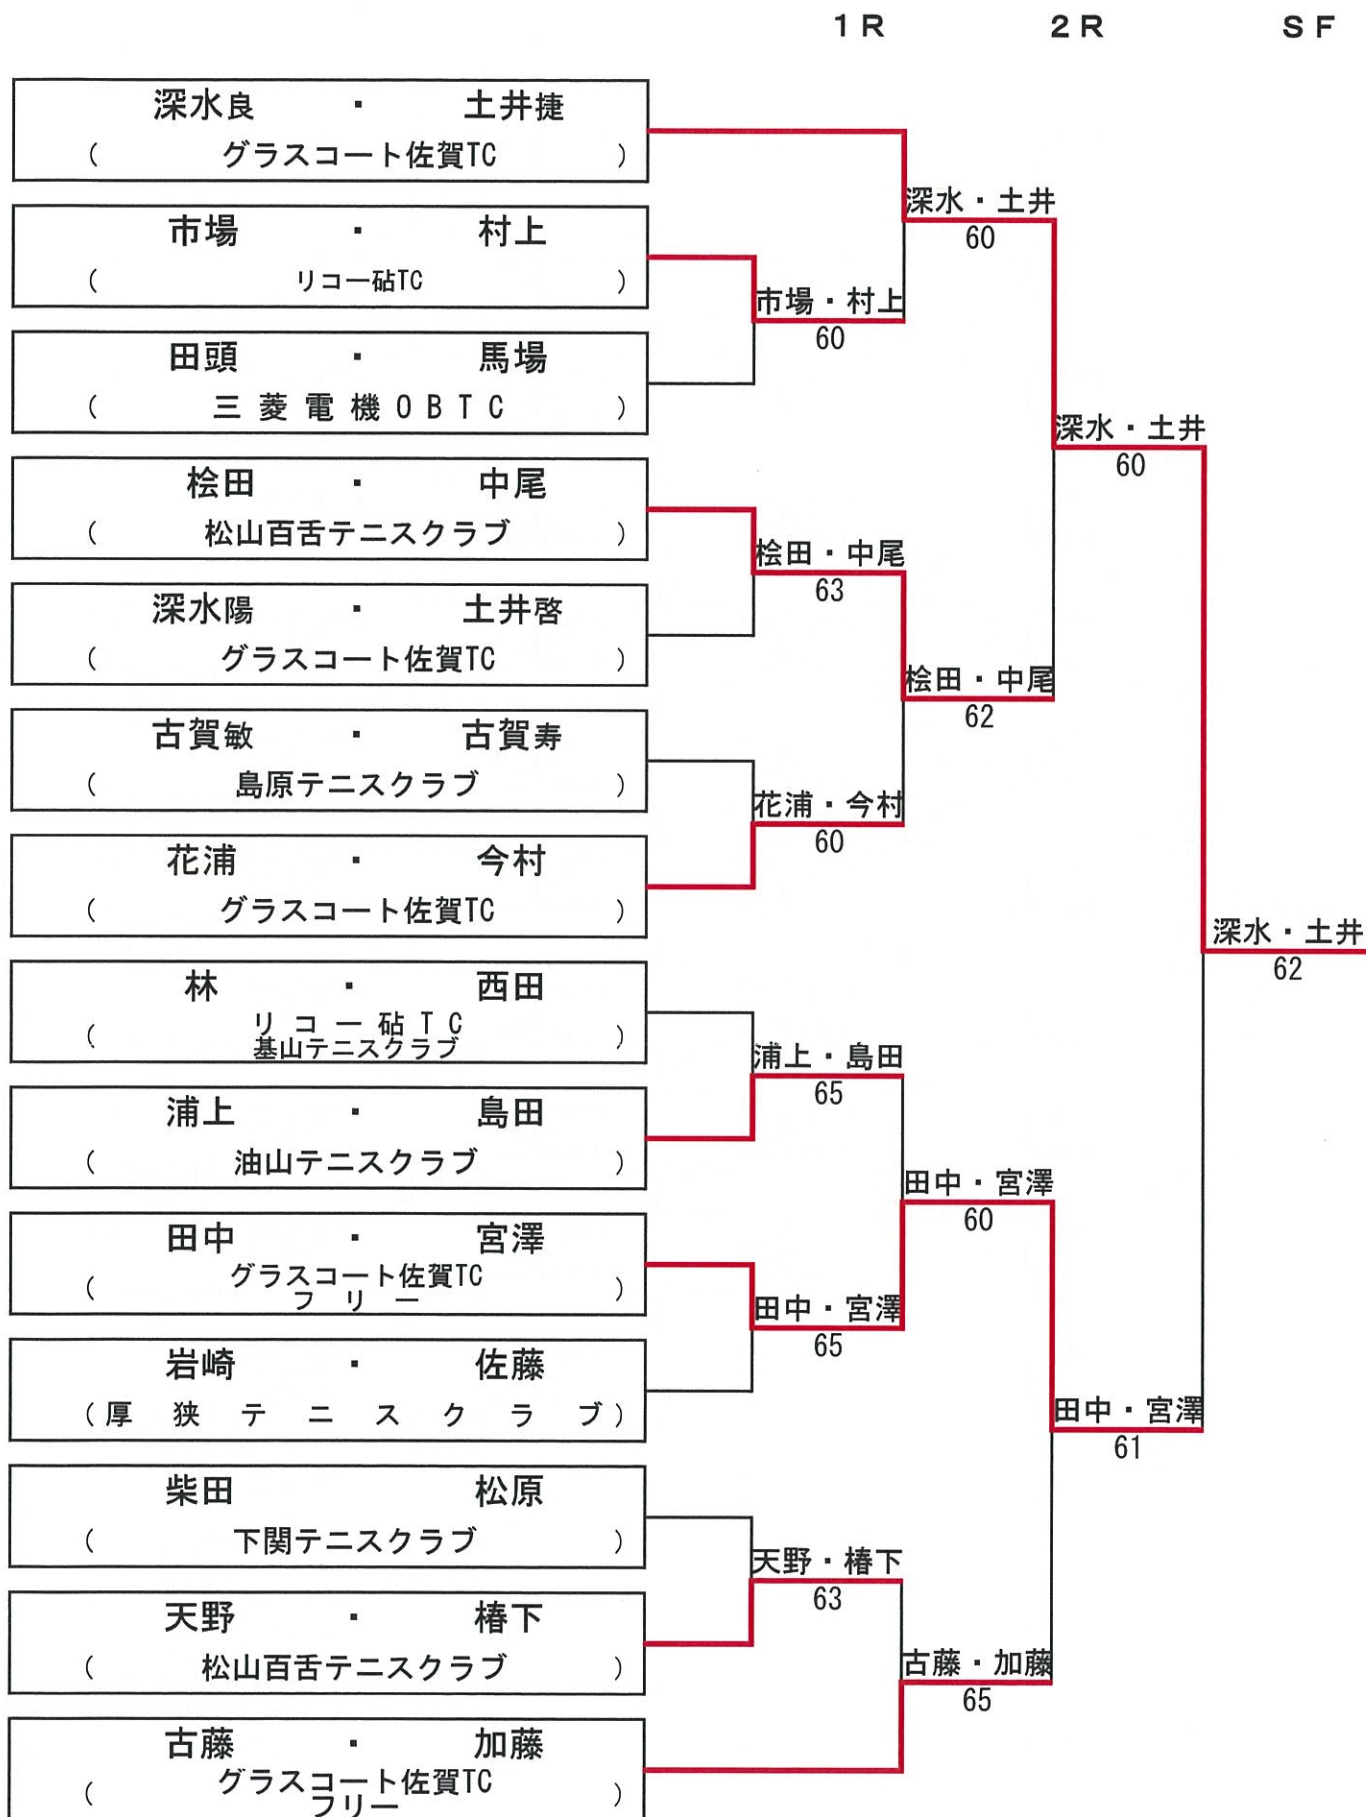 1R 2R SF
深水良 ・ 土井捷
( グラスコート佐賀TC )
深水・土井
60
市場 ・ 村上
( リコー砧TC )
市場・村上
60
田頭 ・ 馬場
( 三菱電機OBTC )
深水・土井
60
桧田 ・ 中尾
( 松山百舌テニスクラブ )
桧田・中尾
63
深水陽 ・ 土井啓
( グラスコート佐賀TC )
桧田・中尾
62
古賀敏 ・ 古賀寿
( 島原テニスクラブ )
花浦・今村
60
花浦 ・ 今村
( グラスコート佐賀TC )
深水・土井
62
林 ・ 西田
( リコー砧TC
基山テニスクラブ )
浦上・島田
65
浦上 ・ 島田
( 油山テニスクラブ )
田中・宮澤
60
田中 ・ 宮澤
( グラスコート佐賀TC
フリー )
田中・宮澤
65
岩崎 ・ 佐藤
(厚狭テニスクラブ)
田中・宮澤
61
柴田 松原
( 下関テニスクラブ )
天野・椿下
63
天野 ・ 椿下
( 松山百舌テニスクラブ )
古藤・加藤
65
古藤 ・ 加藤
( グラスコート佐賀TC
フリー )